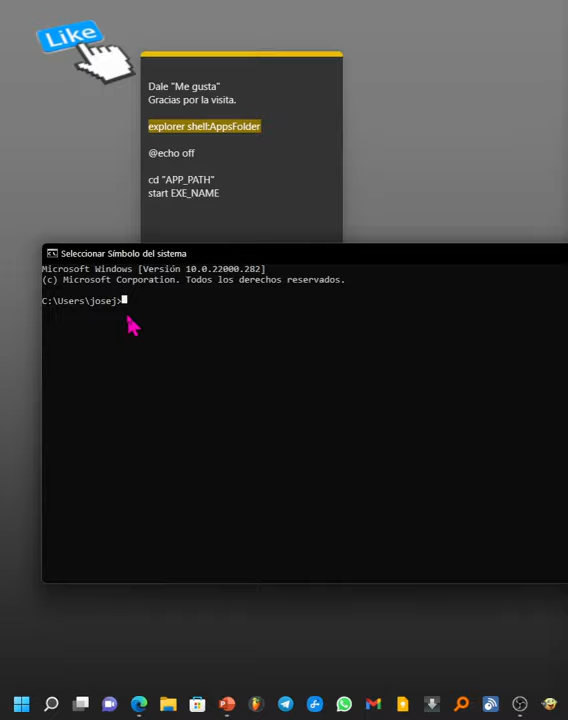 Like
Dale "Me gusta"
Gracias por la visita.
explorer shell:AppsFolder
@echo off
cd "APP_PATH"
start EXE_NAME
Seleccionar Símbolo del sistema
Microsoft Windows [Versión 10.0.22000.282]
(c) Microsoft Corporation. Todos los derechos reservados.
C:\Users\josej>